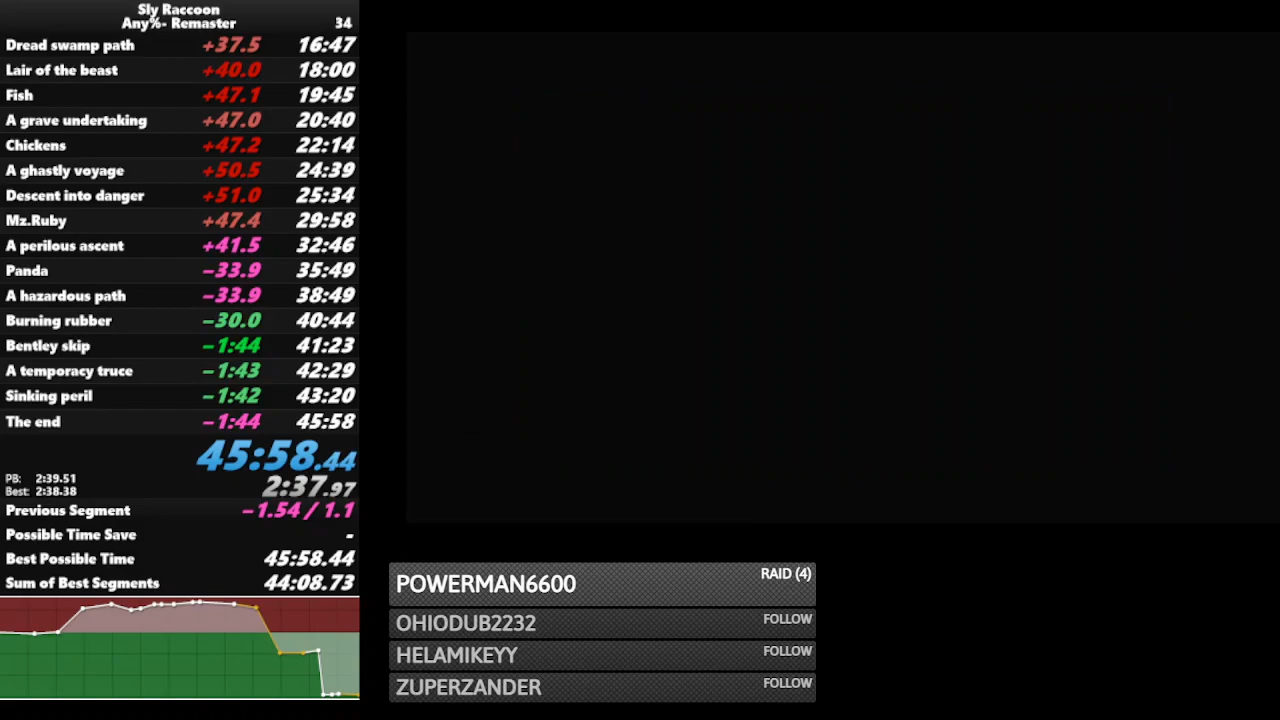 Sly Raccoon
Any%- Remaster 34
Dread swamp path +37.5 16:47
Lair of the beast +40.0 18:00
Fish +47.1 19:45
A grave undertaking +47.0 20:40
Chickens +47.2 22:14
A ghastly voyage +50.5 24:39
Descent into danger +51.0 25:34
Mz.Ruby +47.4 29:58
A perilous ascent +41.5 32:46
Panda −33.9 35:49
A hazardous path −33.9 38:49
Burning rubber −30.0 40:44
Bentley skip −1:44 41:23
A temporacy truce −1:43 42:29
Sinking peril −1:42 43:20
The end −1:44 45:58
45:58.44
PB: 2:39.51
Best: 2:38.38
2:37.97
Previous Segment −1.54 / 1.1
Possible Time Save -
Best Possible Time 45:58.44
Sum of Best Segments 44:08.73
POWERMAN6600 RAID (4)
OHIODUB2232 FOLLOW
HELAMIKEYY FOLLOW
ZUPERZANDER FOLLOW